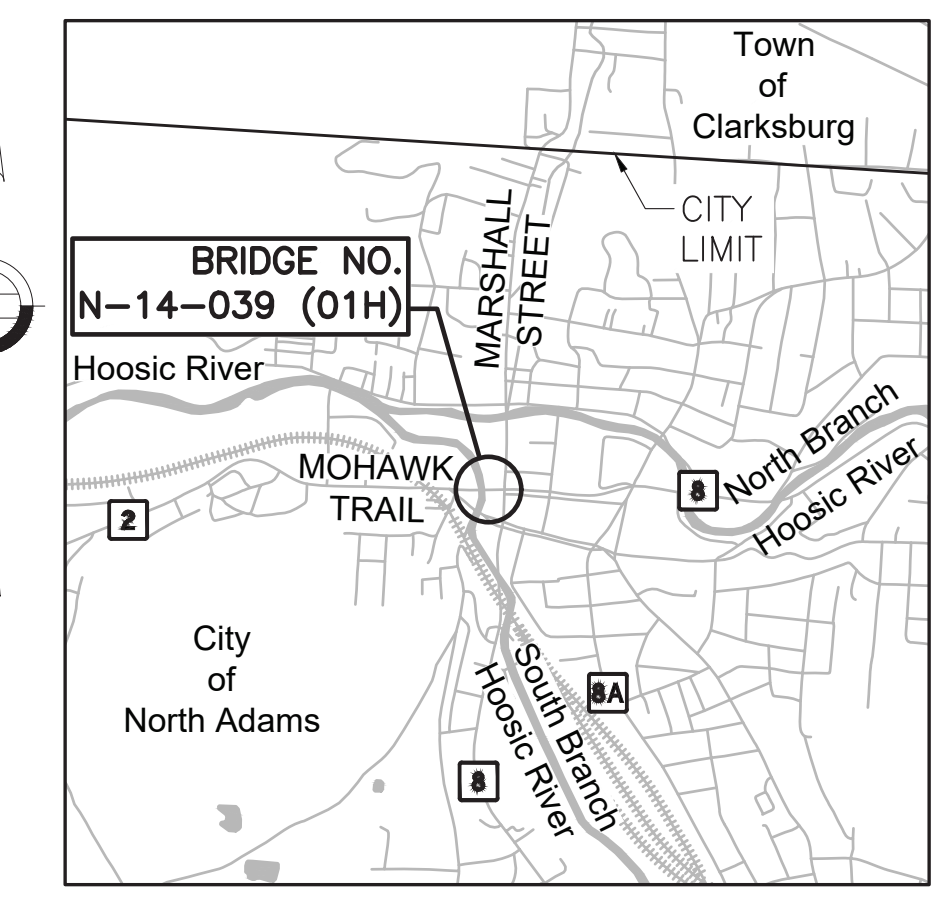 Town
of
Clarksburg
CITY
LIMIT
MARSHALL
STREET
BRIDGE NO.
N-14-039 (01H)
Hoosic River
MOHAWK
TRAIL
2
8
North Branch
Hoosic River
City
of
North Adams
South Branch
Hoosic River
8A
8